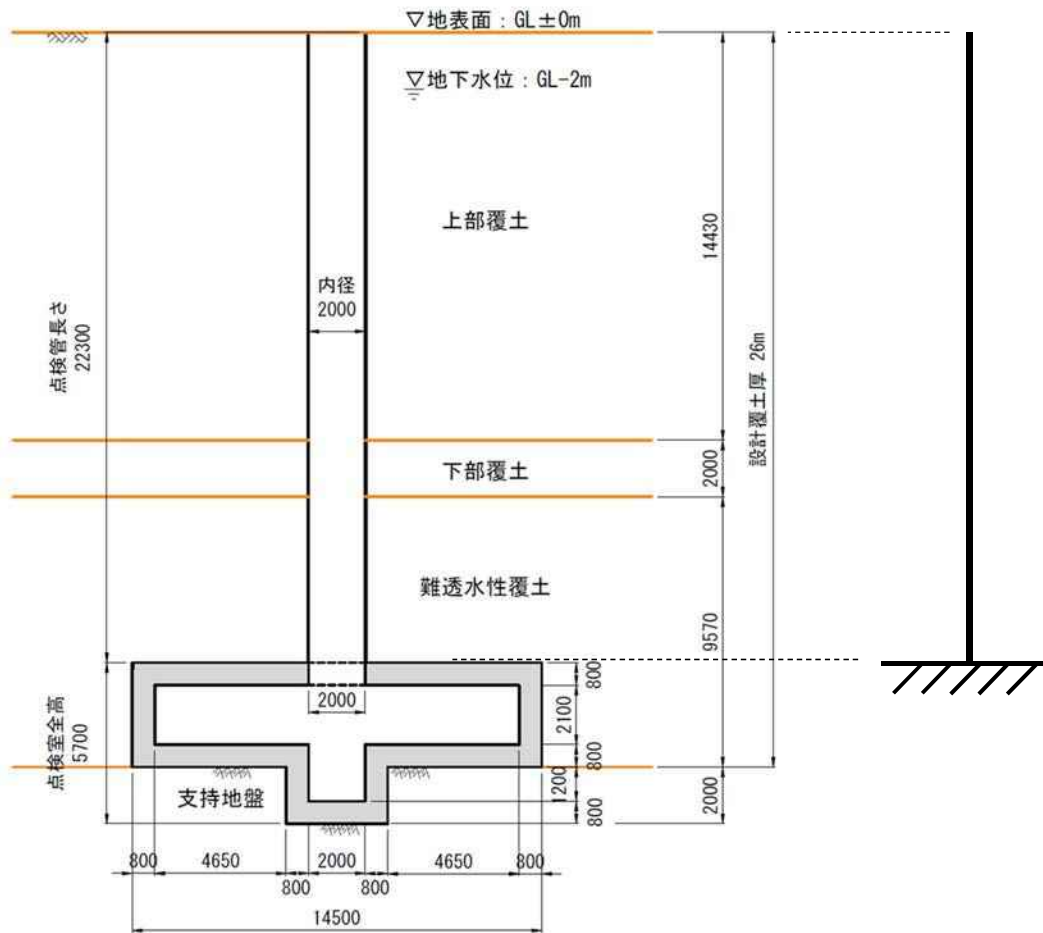 ▽地表面：GL±0m
▽地下水位：GL-2m
上部覆土
14430
内径
2000
点検管長さ
22300
設計覆土厚 26m
下部覆土
2000
難透水性覆土
9570
800
2000
2100
点検室全高
5700
800
1200
支持地盤
800
2000
800
4650
2000
4650
800
800
800
14500